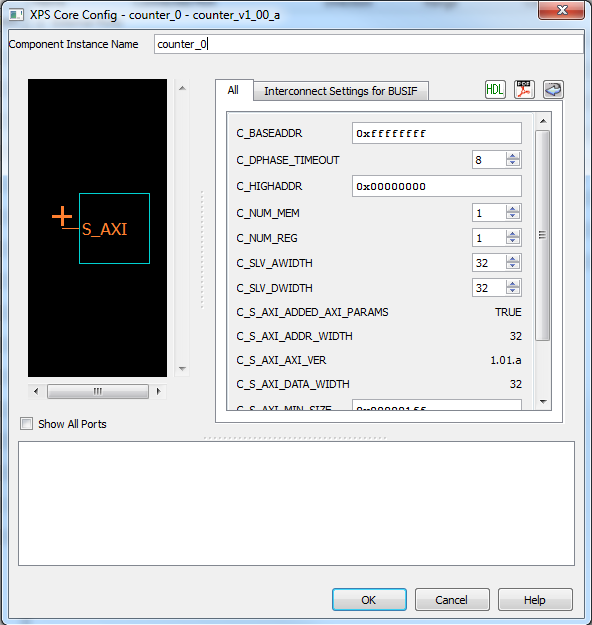 XPS Core Config - counter_0 - counter_v1_00_a
Component Instance Name counter_0
All Interconnect Settings for BUSIF HDL PDF
C_BASEADDR 0xffffffff
C_DPHASE_TIMEOUT 8
C_HIGHADDR 0x00000000
C_NUM_MEM 1
C_NUM_REG 1
C_SLV_AWIDTH 32
C_SLV_DWIDTH 32
C_S_AXI_ADDED_AXI_PARAMS TRUE
C_S_AXI_ADDR_WIDTH 32
C_S_AXI_AXI_VER 1.01.a
C_S_AXI_DATA_WIDTH 32
C_S_AXI_MIN_SIZE 0x000001ff
S_AXI
Show All Ports
OK Cancel Help